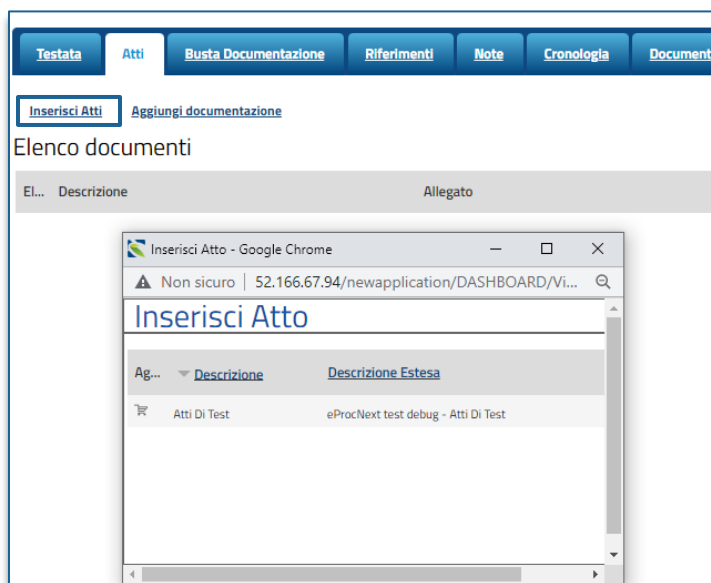 Testata Atti Busta Documentazione Riferimenti Note Cronologia Document
Inserisci Atti Aggiungi documentazione
Elenco documenti
El... Descrizione Allegato
Inserisci Atto - Google Chrome
Non sicuro | 52.166.67.94/newapplication/DASHBOARD/Vi...
Inserisci Atto
Ag... Descrizione Descrizione Estesa
Atti Di Test eProcNext test debug - Atti Di Test